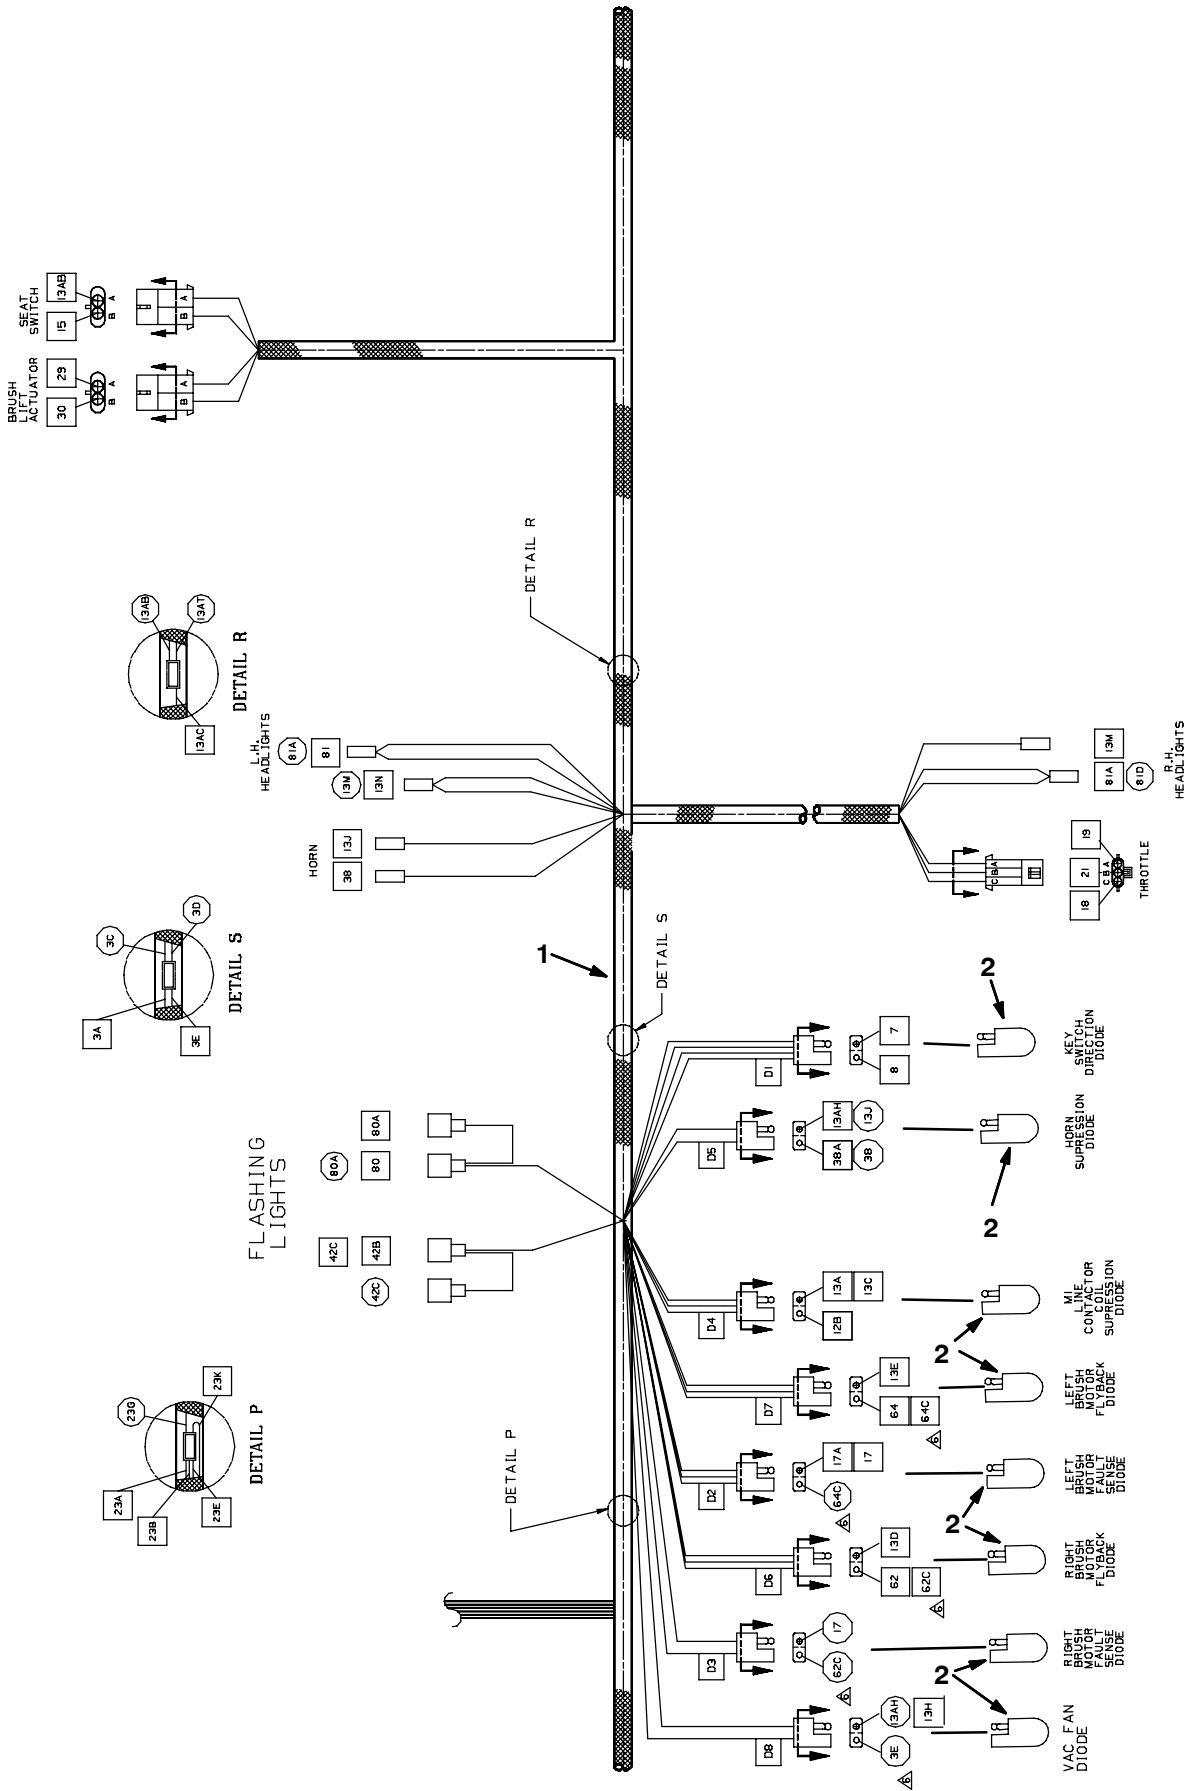 BRUSH
LIFT
ACTUATOR
30
29
B
A
B
A
SEAT
SWITCH
15
13AB
B
A
B
A
13AB
13AT
13AC
DETAIL R
DETAIL R
L.H.
HEADLIGHTS
81A
81
13M
13N
HORN
13J
38
3C
3D
3A
3E
DETAIL S
DETAIL S
1
13M
81A
81D
R.H.
HEADLIGHTS
C B A
19
21
18
C B A
THROTTLE
FLASHING
LIGHTS
80A
80A
80
42C
42B
42C
23G
23K
23A
23B
23E
DETAIL P
DETAIL P
D1
7
8
2
KEY
SWITCH
DIRECTION
DIODE
D5
13AH
13J
38A
38
2
HORN
SUPRESSION
DIODE
D4
13A
13C
12B
MI
LINE
CONTACTOR
COIL
SUPRESSION
DIODE
2
D7
13E
64
64C
6
LEFT
BRUSH
MOTOR
FLYBACK
DIODE
D2
17A
17
64C
6
LEFT
BRUSH
MOTOR
FAULT
SENSE
DIODE
2
D6
13D
62
62C
6
RIGHT
BRUSH
MOTOR
FLYBACK
DIODE
D3
17
62C
6
RIGHT
BRUSH
MOTOR
FAULT
SENSE
DIODE
2
D8
13AH
13H
3E
6
VAC FAN
DIODE